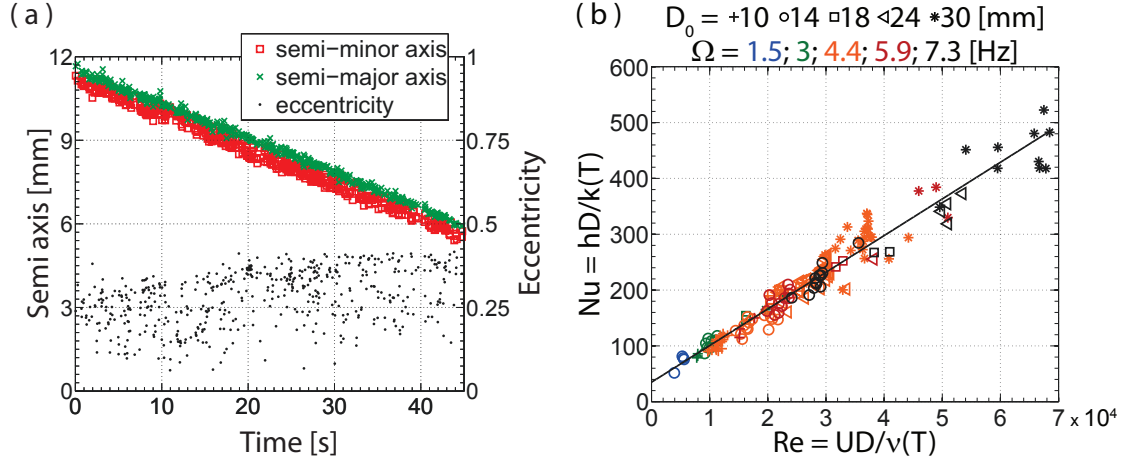 (a)
semi-minor axis
semi-major axis
eccentricity
12
9
6
3
0
Semi axis [mm]
0 10 20 30 40
Time [s]
1
0.75
0.5
0.25
0
Eccentricity
(b)
D₀ = +10 ○14 □18 ◁24 ✱30 [mm]
Ω = 1.5; 3; 4.4; 5.9; 7.3 [Hz]
600
500
400
300
200
100
0
Nu = hD/k(T)
0 1 2 3 4 5 6 7 × 10⁴
Re = UD/ν(T)